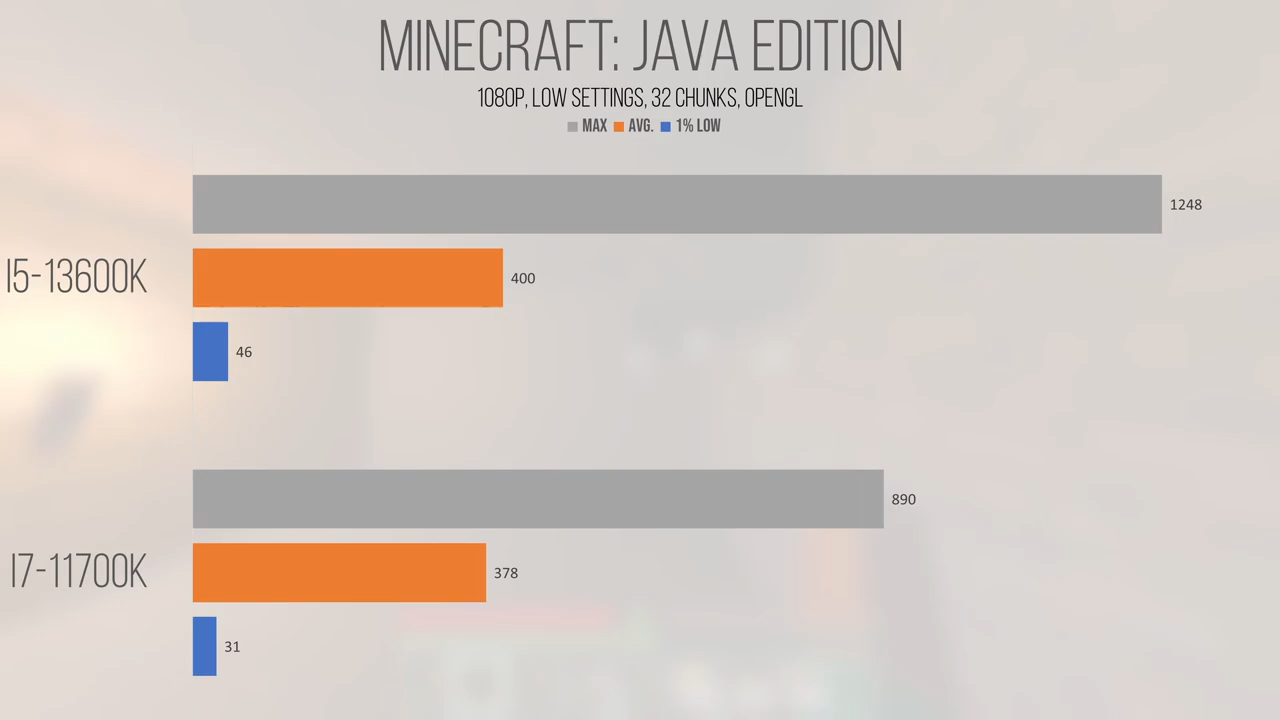 MINECRAFT: JAVA EDITION
1080P, LOW SETTINGS, 32 CHUNKS, OPENGL
MAX AVG. 1% LOW
1248
I5-13600K
400
46
890
I7-11700K
378
31